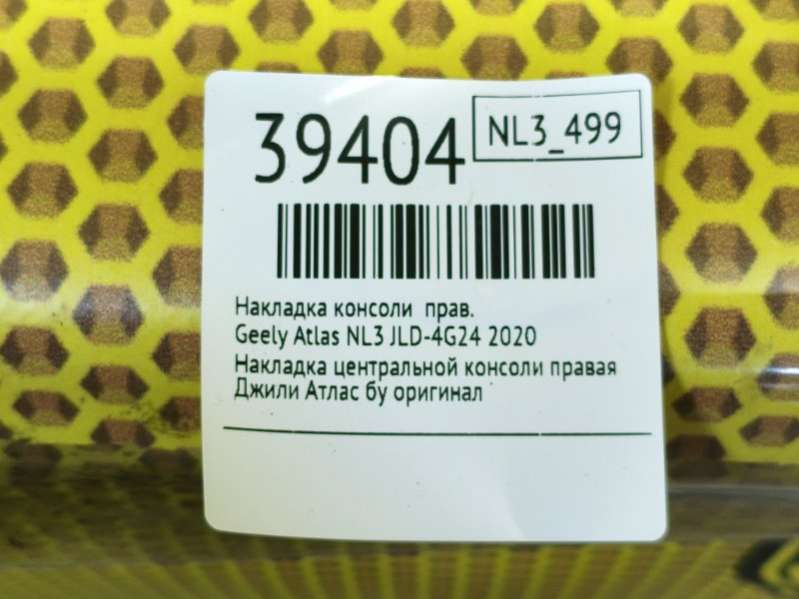 39404
NL3_499
Накладка консоли прав.
Geely Atlas NL3 JLD-4G24 2020
Накладка центральной консоли правая
Джили Атлас бу оригинал